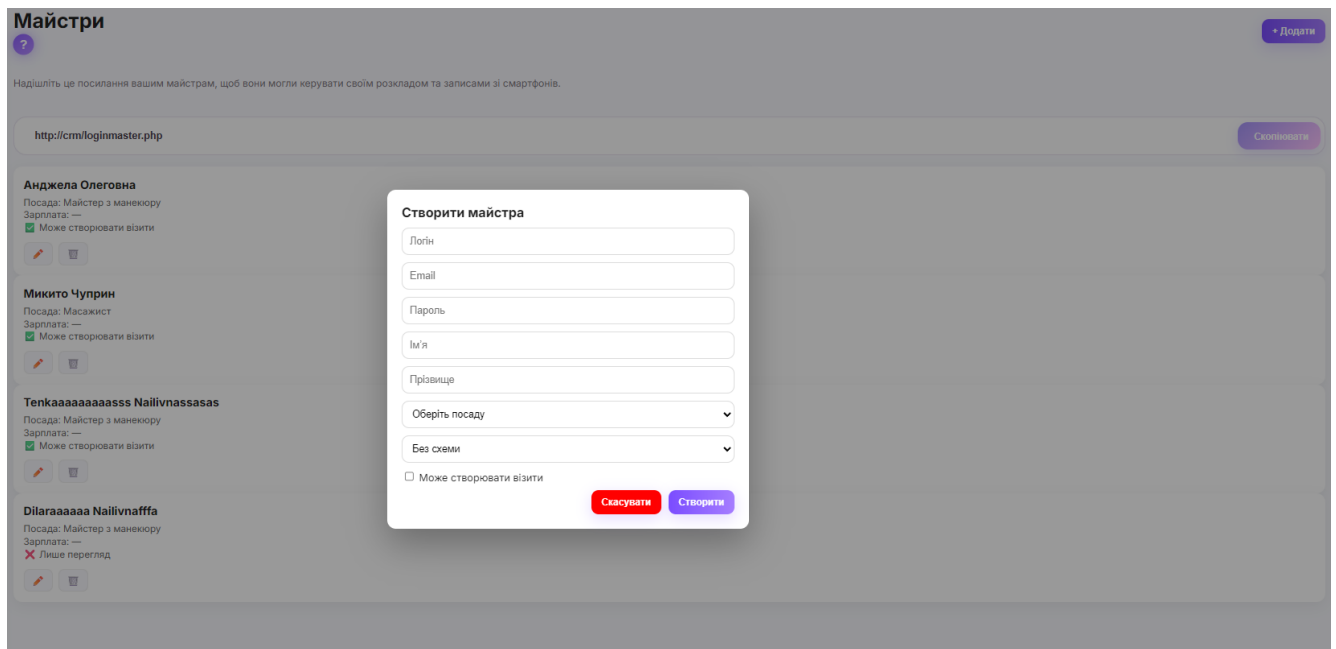 Майстри
?
+ Додати
Надішліть це посилання вашим майстрам, щоб вони могли керувати своїм розкладом та записами зі смартфонів.
http://crm/loginmaster.php
Скопіювати
Анджела Олеговна
Посада: Майстер з манекюру
Зарплата: —
Може створювати візити
Микито Чуприн
Посада: Масажист
Зарплата: —
Може створювати візити
Tenkaaaaaaaaasss Nailivnassasas
Посада: Майстер з манекюру
Зарплата: —
Може створювати візити
Dilaraaaaaa Nailivnafffa
Посада: Майстер з манекюру
Зарплата: —
Лише перегляд
Створити майстра
Логін
Email
Пароль
Ім'я
Прізвище
Оберіть посаду
Без схеми
Може створювати візити
Скасувати
Створити